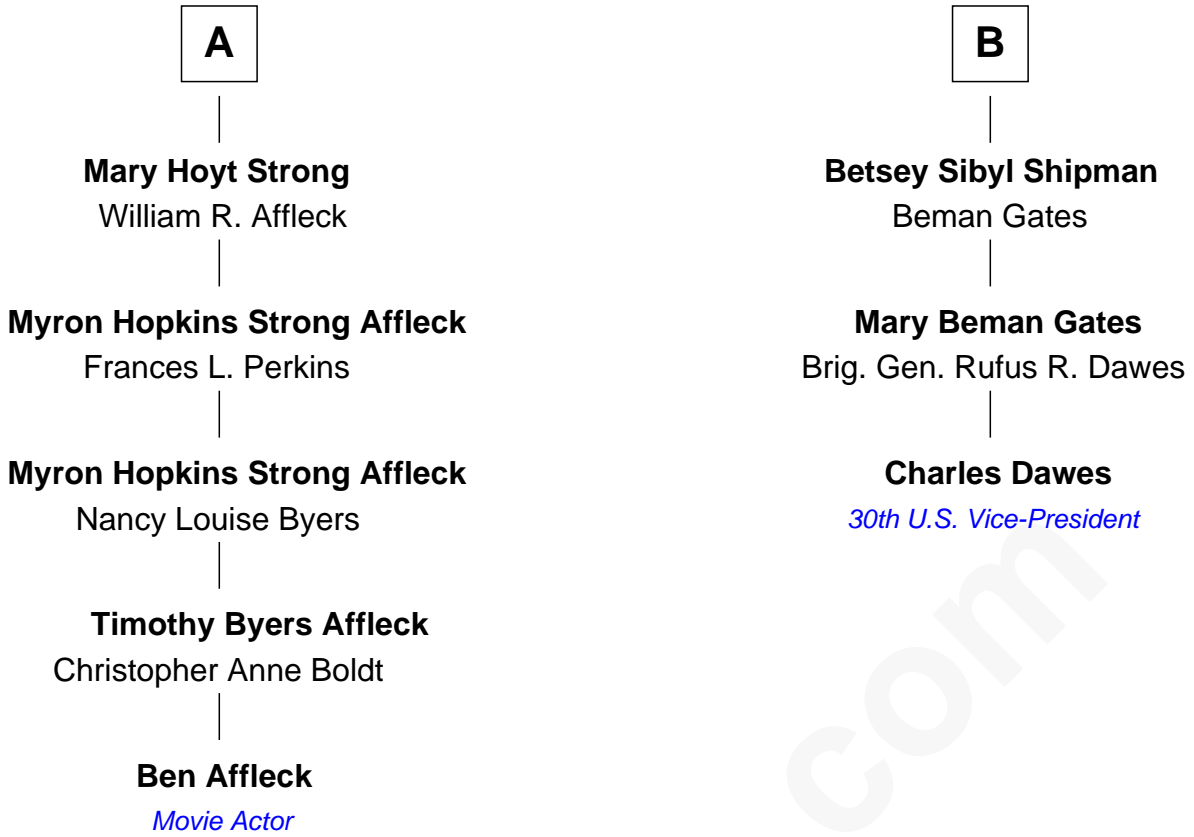 A
Mary Hoyt Strong
William R. Affleck
Myron Hopkins Strong Affleck
Frances L. Perkins
Myron Hopkins Strong Affleck
Nancy Louise Byers
Timothy Byers Affleck
Christopher Anne Boldt
Ben Affleck
Movie Actor
B
Betsey Sibyl Shipman
Beman Gates
Mary Beman Gates
Brig. Gen. Rufus R. Dawes
Charles Dawes
30th U.S. Vice-President
com